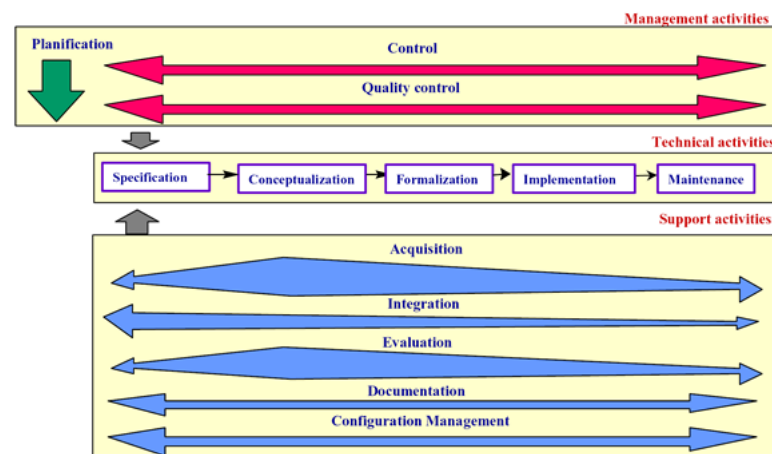 Management activities
Planification
Control
Quality control
Technical activities
Specification
Conceptualization
Formalization
Implementation
Maintenance
Support activities
Acquisition
Integration
Evaluation
Documentation
Configuration Management